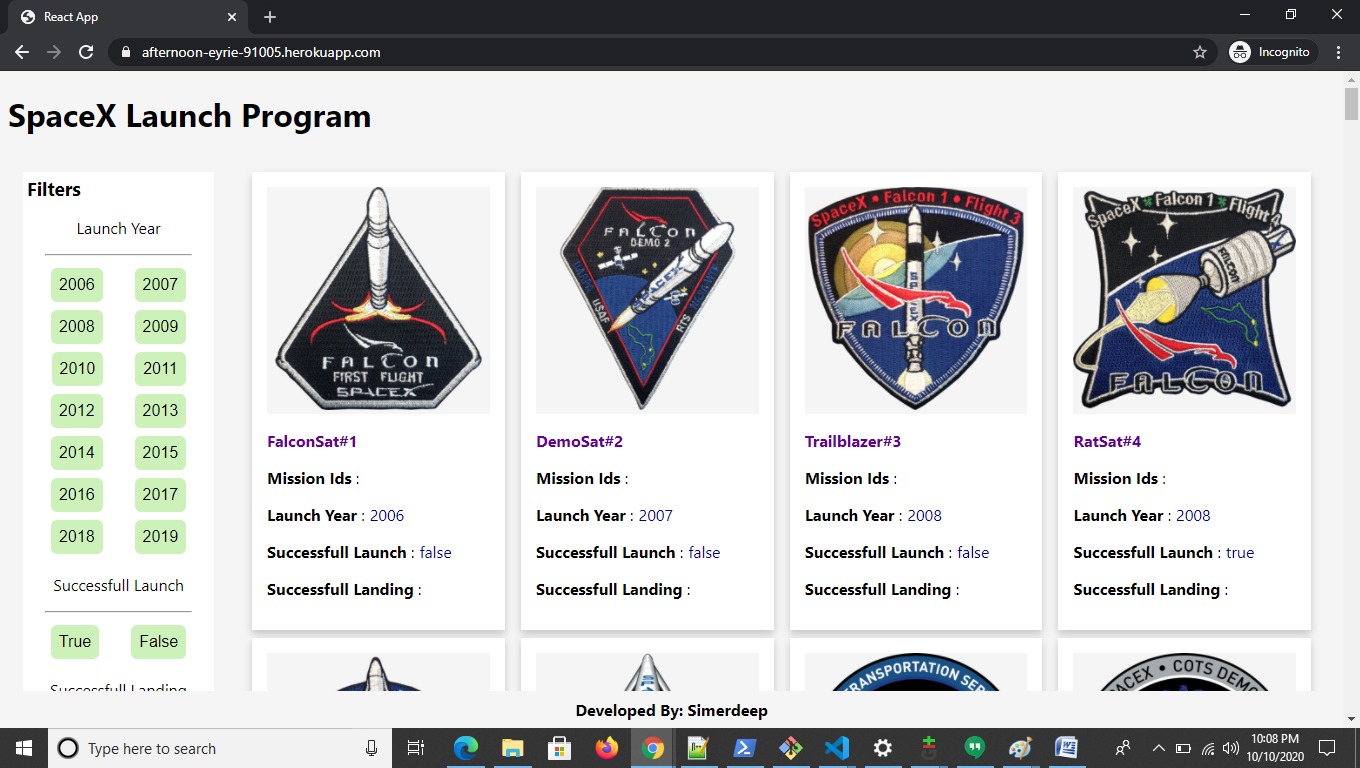 React App
afternoon-eyrie-91005.herokuapp.com
Incognito
SpaceX Launch Program
Filters
Launch Year
2006 2007
2008 2009
2010 2011
2012 2013
2014 2015
2016 2017
2018 2019
Successfull Launch
True False
Successfull Landing
FALCON
FIRST FLIGHT
SPACEX
FalconSat#1
Mission Ids :
Launch Year : 2006
Successfull Launch : false
Successfull Landing :
FALCON
DEMO 2
SPACEX
USAF
RTS
DemoSat#2
Mission Ids :
Launch Year : 2007
Successfull Launch : false
Successfull Landing :
SpaceX • Falcon 1 • Flight 3
SPACEX
FALCON
Trailblazer#3
Mission Ids :
Launch Year : 2008
Successfull Launch : false
Successfull Landing :
SpaceX Falcon 1 Flight 4
FALCON
FALCON
RatSat#4
Mission Ids :
Launch Year : 2008
Successfull Launch : true
Successfull Landing :
TRANSPORTATION
SPACEX • COTS DEMO
Developed By: Simerdeep
Type here to search
10:08 PM
10/10/2020